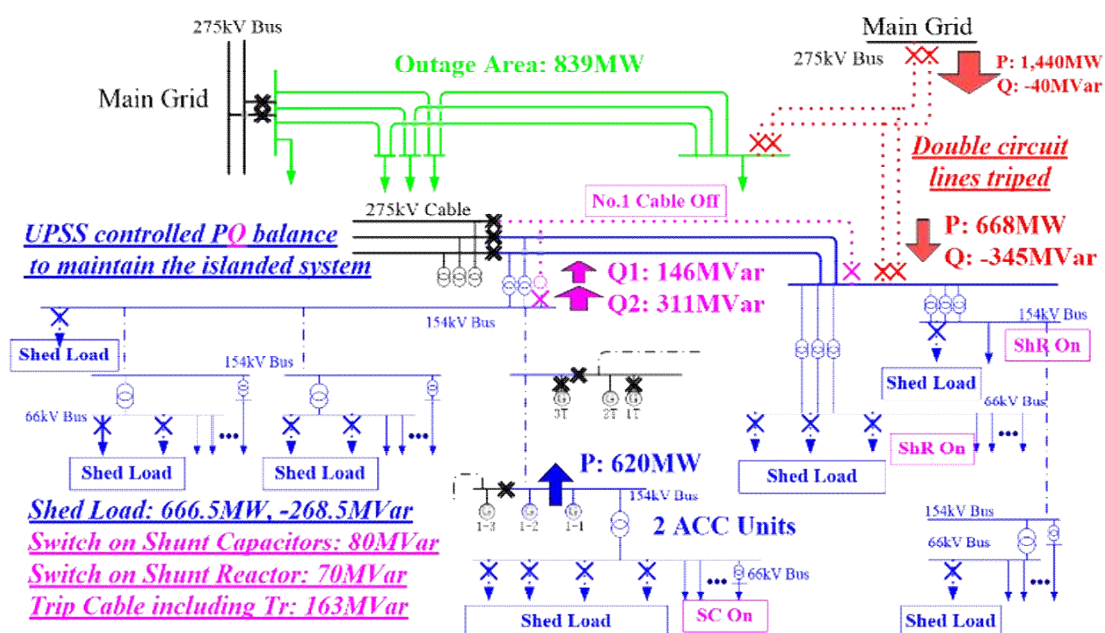 275kV Bus
Main Grid
275kV Bus
P: 1,440MW
Q: -40MVar
Outage Area: 839MW
Main Grid
Double circuit
lines triped
No.1 Cable Off
275kV Cable
UPSS controlled PQ balance
to maintain the islanded system
P: 668MW
Q: -345MVar
Q1: 146MVar
Q2: 311MVar
154kV Bus
154kV Bus
Shed Load
ShR On
154kV Bus
154kV Bus
Shed Load
66kV Bus
G G G
3T 2T 1T
66kV Bus
ShR On
Shed Load
Shed Load
Shed Load
P: 620MW
154kV Bus
Shed Load: 666.5MW, -268.5MVar
G G G
1-3 1-2 1-1
2 ACC Units
154kV Bus
Switch on Shunt Capacitors: 80MVar
66kV Bus
Switch on Shunt Reactor: 70MVar
66kV Bus
Trip Cable including Tr: 163MVar
SC On
Shed Load
Shed Load